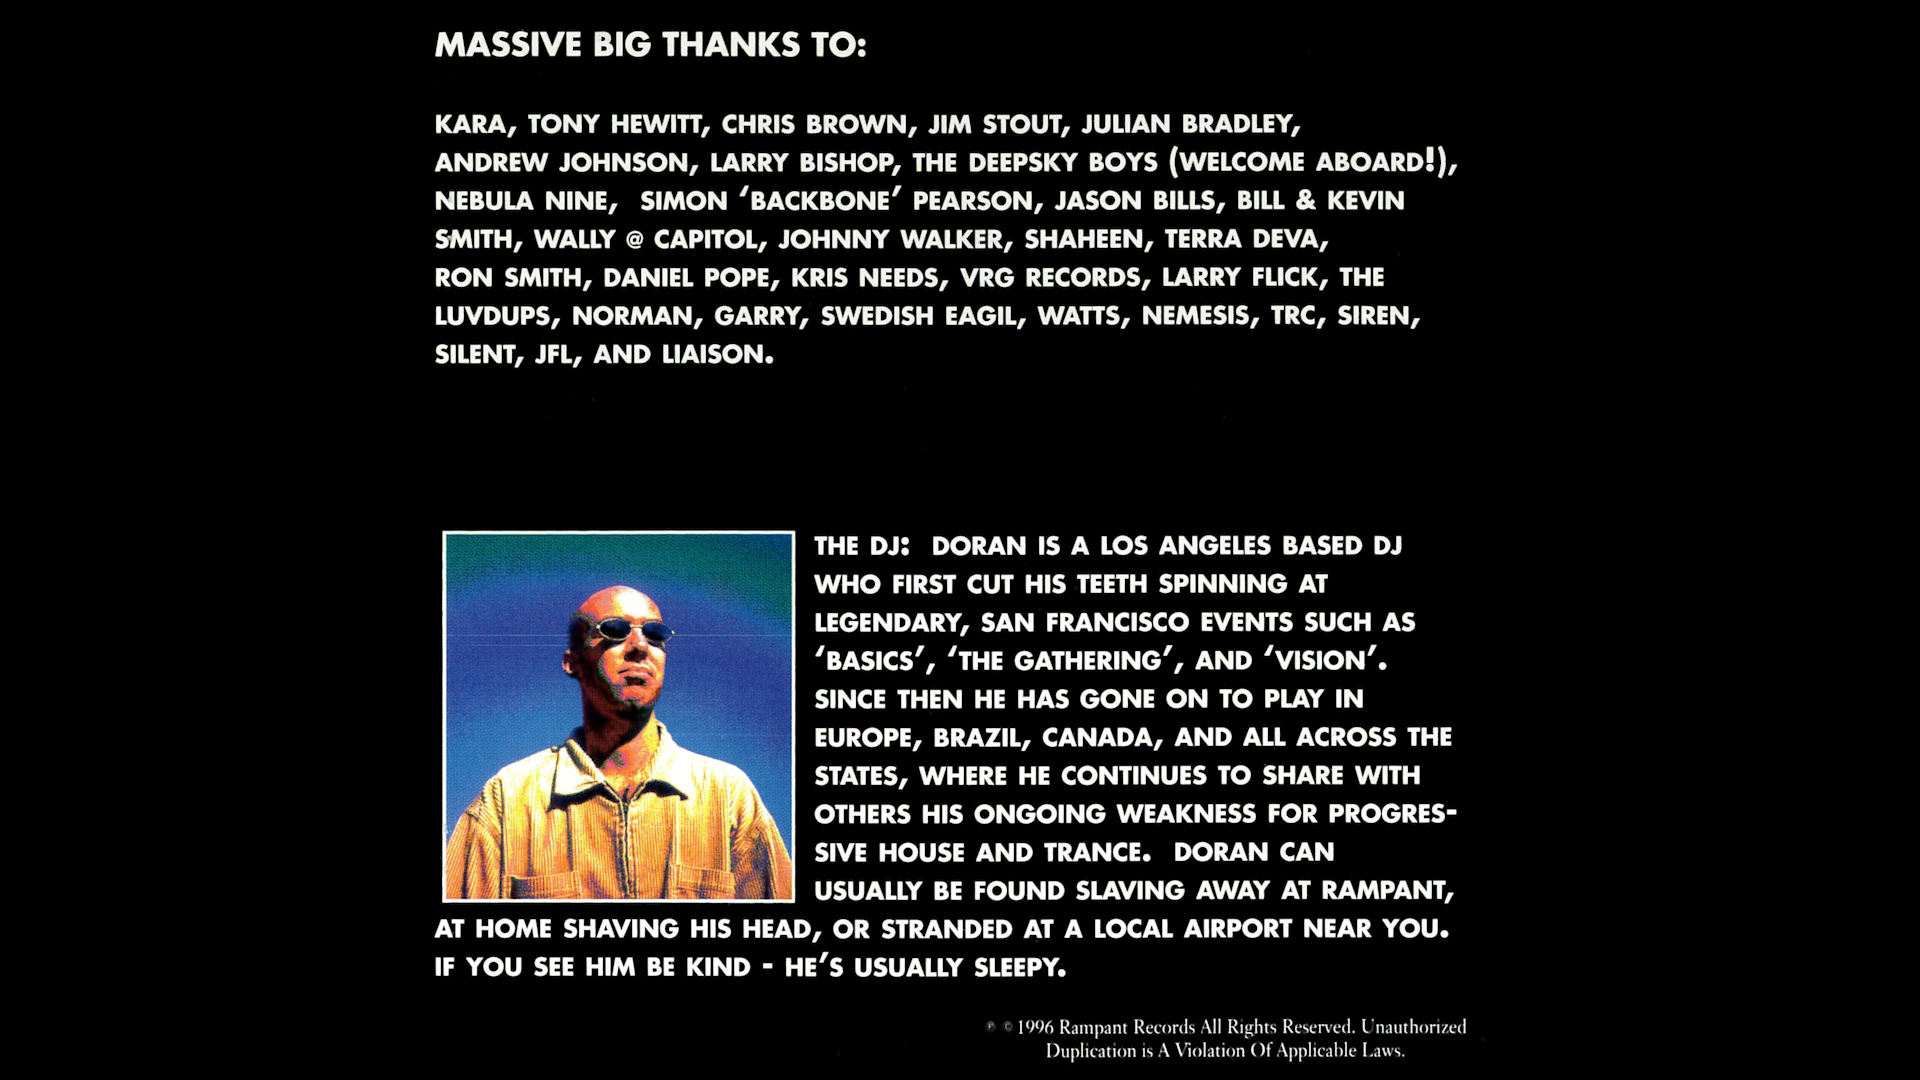 MASSIVE BIG THANKS TO:
KARA, TONY HEWITT, CHRIS BROWN, JIM STOUT, JULIAN BRADLEY,
ANDREW JOHNSON, LARRY BISHOP, THE DEEPSKY BOYS (WELCOME ABOARD!),
NEBULA NINE, SIMON ‘BACKBONE’ PEARSON, JASON BILLS, BILL & KEVIN
SMITH, WALLY @ CAPITOL, JOHNNY WALKER, SHAHEEN, TERRA DEVA,
RON SMITH, DANIEL POPE, KRIS NEEDS, VRG RECORDS, LARRY FLICK, THE
LUVDUPS, NORMAN, GARRY, SWEDISH EAGIL, WATTS, NEMESIS, TRC, SIREN,
SILENT, JFL, AND LIAISON.
THE DJ: DORAN IS A LOS ANGELES BASED DJ
WHO FIRST CUT HIS TEETH SPINNING AT
LEGENDARY, SAN FRANCISCO EVENTS SUCH AS
‘BASICS’, ‘THE GATHERING’, AND ‘VISION’.
SINCE THEN HE HAS GONE ON TO PLAY IN
EUROPE, BRAZIL, CANADA, AND ALL ACROSS THE
STATES, WHERE HE CONTINUES TO SHARE WITH
OTHERS HIS ONGOING WEAKNESS FOR PROGRES-
SIVE HOUSE AND TRANCE. DORAN CAN
USUALLY BE FOUND SLAVING AWAY AT RAMPANT,
AT HOME SHAVING HIS HEAD, OR STRANDED AT A LOCAL AIRPORT NEAR YOU.
IF YOU SEE HIM BE KIND - HE’S USUALLY SLEEPY.
℗ © 1996 Rampant Records All Rights Reserved. Unauthorized
Duplication is A Violation Of Applicable Laws.